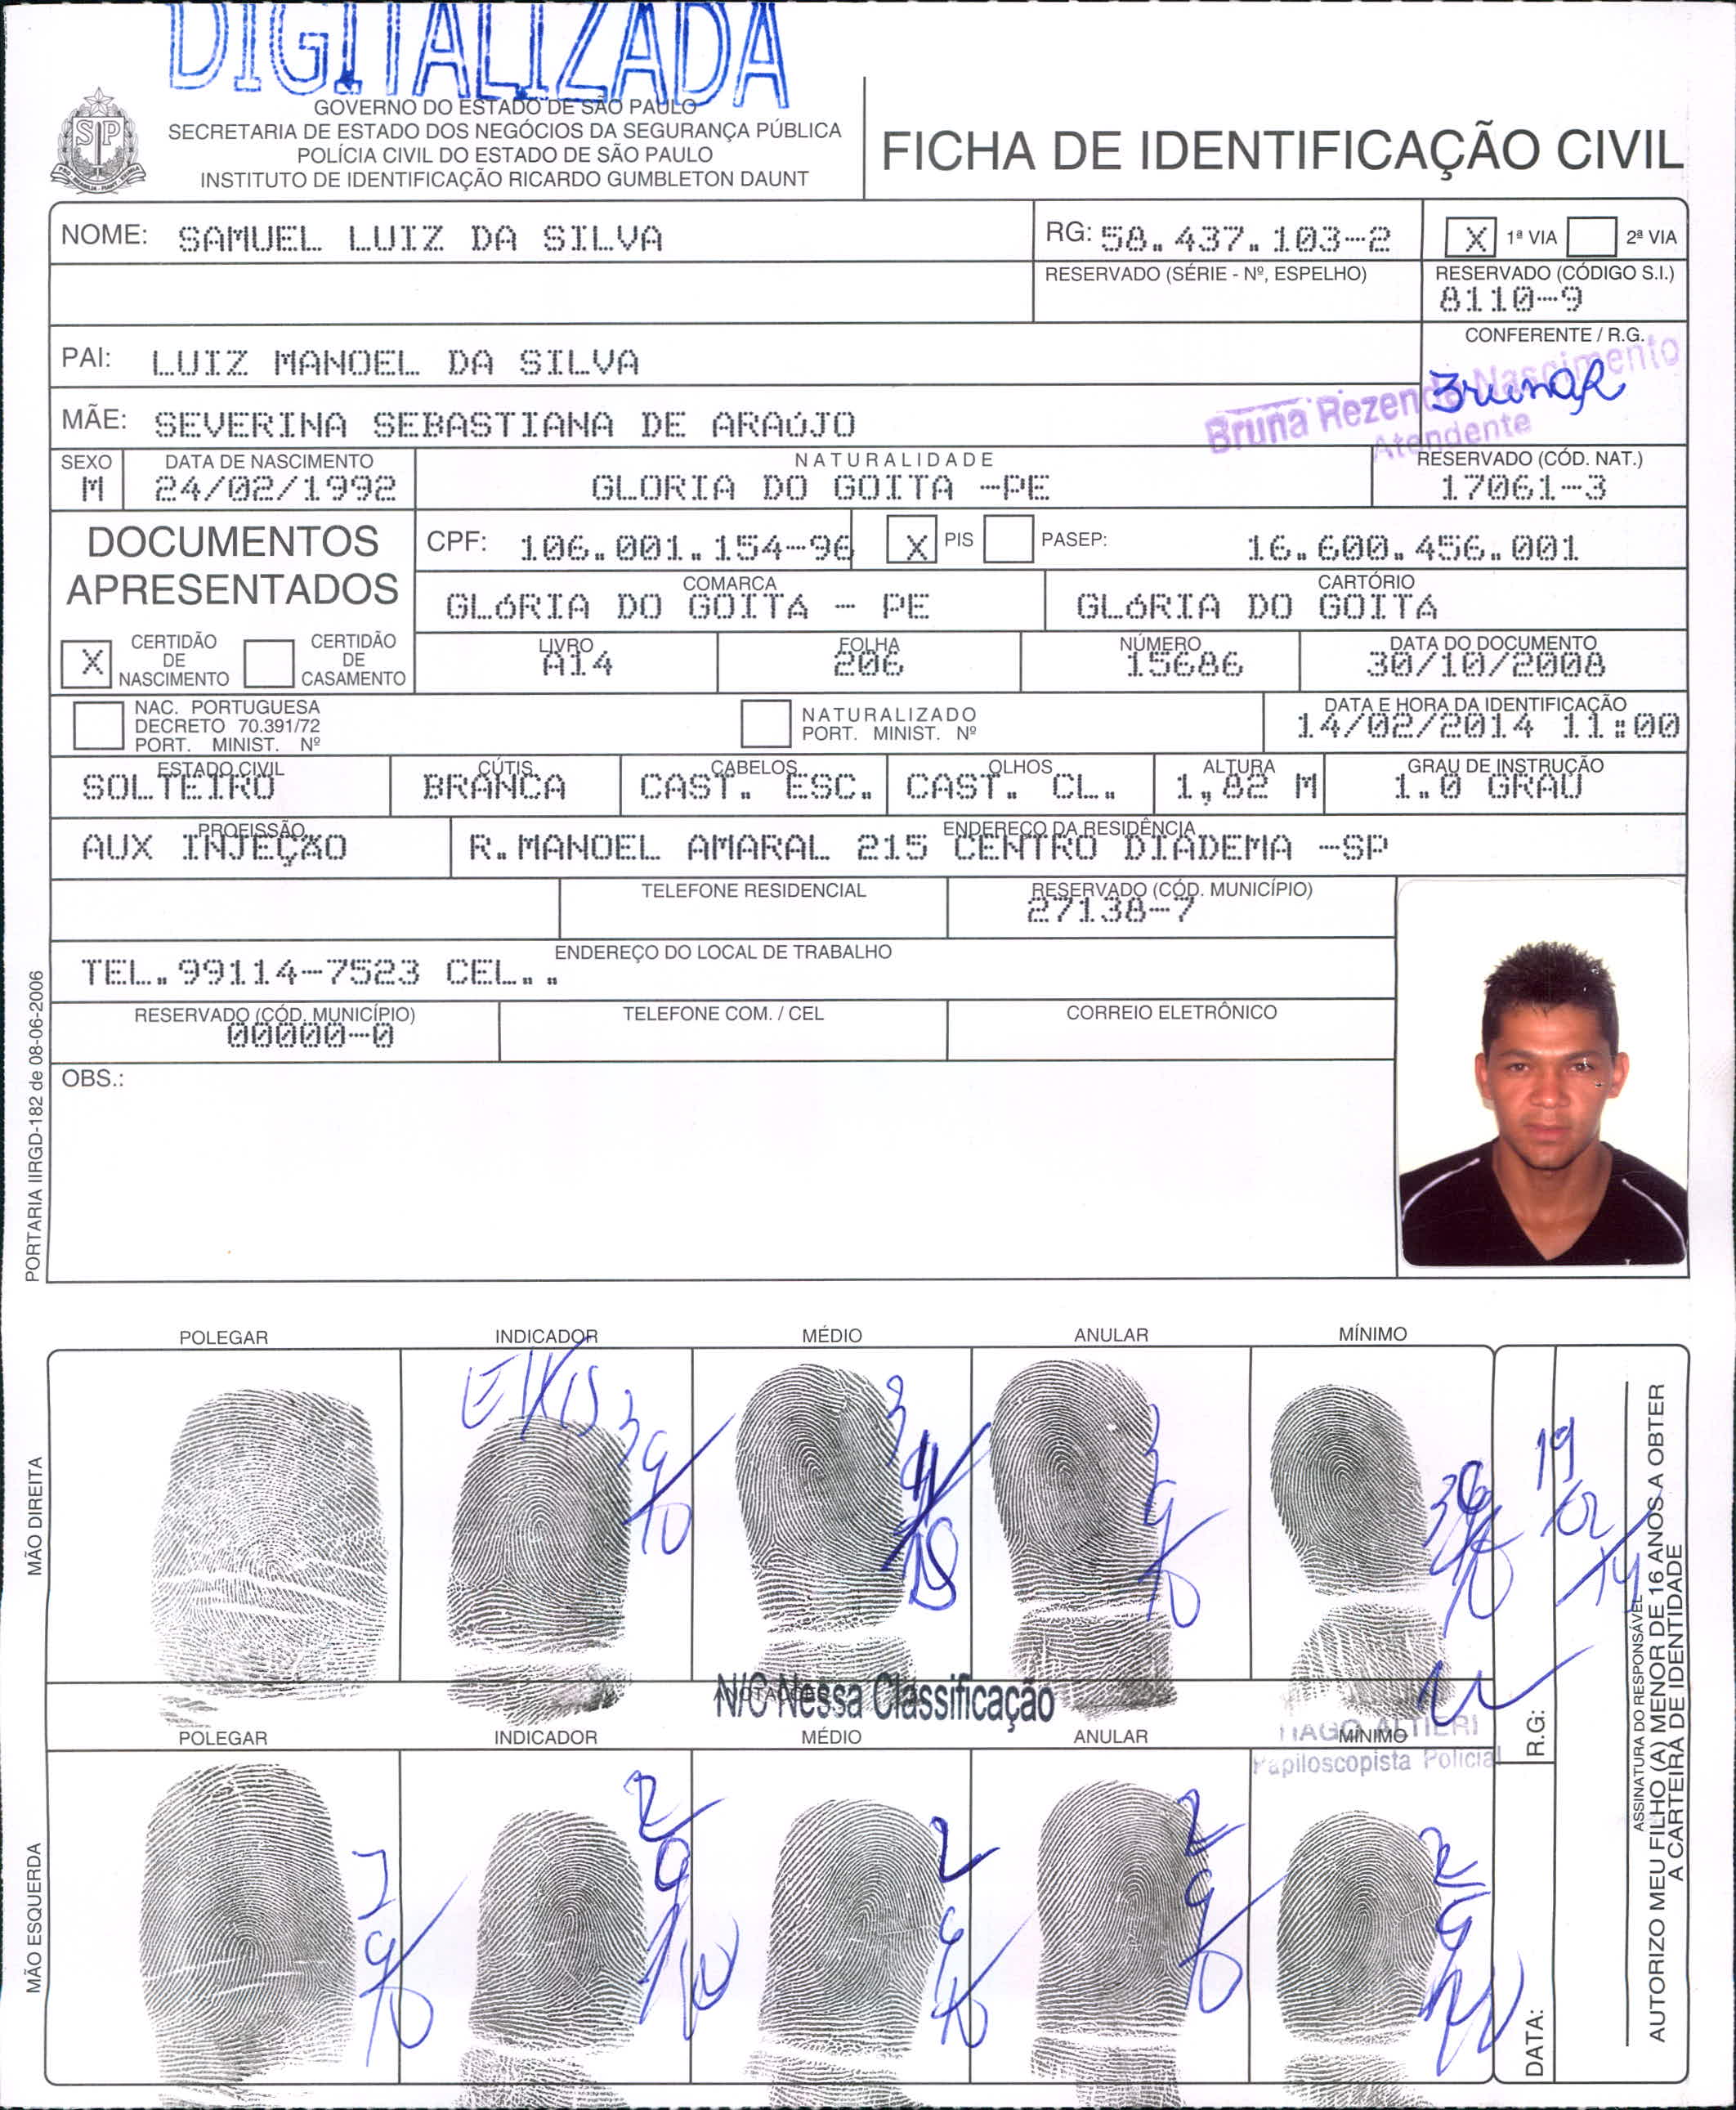 DIGITALIZADA
GOVERNO DO ESTADO DE SÃO PAULO
SECRETARIA DE ESTADO DOS NEGÓCIOS DA SEGURANÇA PÚBLICA
POLÍCIA CIVIL DO ESTADO DE SÃO PAULO
INSTITUTO DE IDENTIFICAÇÃO RICARDO GUMBLETON DAUNT
FICHA DE IDENTIFICAÇÃO CIVIL
NOME: SAMUEL LUIZ DA SILVA
RG: 58.437.103-2
X 1ª VIA 2ª VIA
RESERVADO (SÉRIE - Nº, ESPELHO)
RESERVADO (CÓDIGO S.I.)
8110-9
PAI: LUIZ MANOEL DA SILVA
CONFERENTE / R.G.
Bruna Rezende Nascimento
Atendente
MÃE: SEVERINA SEBASTIANA DE ARAúJO
SEXO
M
DATA DE NASCIMENTO
24/02/1992
NATURALIDADE
GLORIA DO GOITA -PE
RESERVADO (CÓD. NAT.)
17061-3
DOCUMENTOS
APRESENTADOS
CPF: 106.001.154-96
X PIS PASEP: 16.600.456.001
COMARCA
GLóRIA DO GOITá - PE
CARTÓRIO
GLóRIA DO GOITá
X CERTIDÃO DE NASCIMENTO
CERTIDÃO DE CASAMENTO
LIVRO
A14
FOLHA
206
NÚMERO
15686
DATA DO DOCUMENTO
30/10/2008
NAC. PORTUGUESA
DECRETO 70.391/72
PORT. MINIST. Nº
NATURALIZADO
PORT. MINIST. Nº
DATA E HORA DA IDENTIFICAÇÃO
14/02/2014 11:00
ESTADO CIVIL
SOLTEIRO
CÚTIS
BRANCA
CABELOS
CAST. ESC.
OLHOS
CAST. CL.
ALTURA
1,82 M
GRAU DE INSTRUÇÃO
1.0 GRAU
PROFISSÃO
AUX INJEÇÃO
ENDEREÇO DA RESIDÊNCIA
R.MANOEL AMARAL 215 CENTRO DIADEMA -SP
TELEFONE RESIDENCIAL
RESERVADO (CÓD. MUNICÍPIO)
27138-7
ENDEREÇO DO LOCAL DE TRABALHO
TEL.99114-7523 CEL..
RESERVADO (CÓD. MUNICÍPIO)
00000-0
TELEFONE COM. / CEL
CORREIO ELETRÔNICO
OBS.:
PORTARIA IIRGD-182 de 08-06-2006
POLEGAR INDICADOR MÉDIO ANULAR MÍNIMO
MÃO DIREITA
19/02/14
N/C Nessa Classificação
TIAGO ALTIERI
Papiloscopista Policial
POLEGAR INDICADOR MÉDIO ANULAR MÍNIMO
MÃO ESQUERDA
R.G:
DATA:
ASSINATURA DO RESPONSÁVEL
AUTORIZO MEU FILHO (A) MENOR DE 16 ANOS A OBTER
A CARTEIRA DE IDENTIDADE